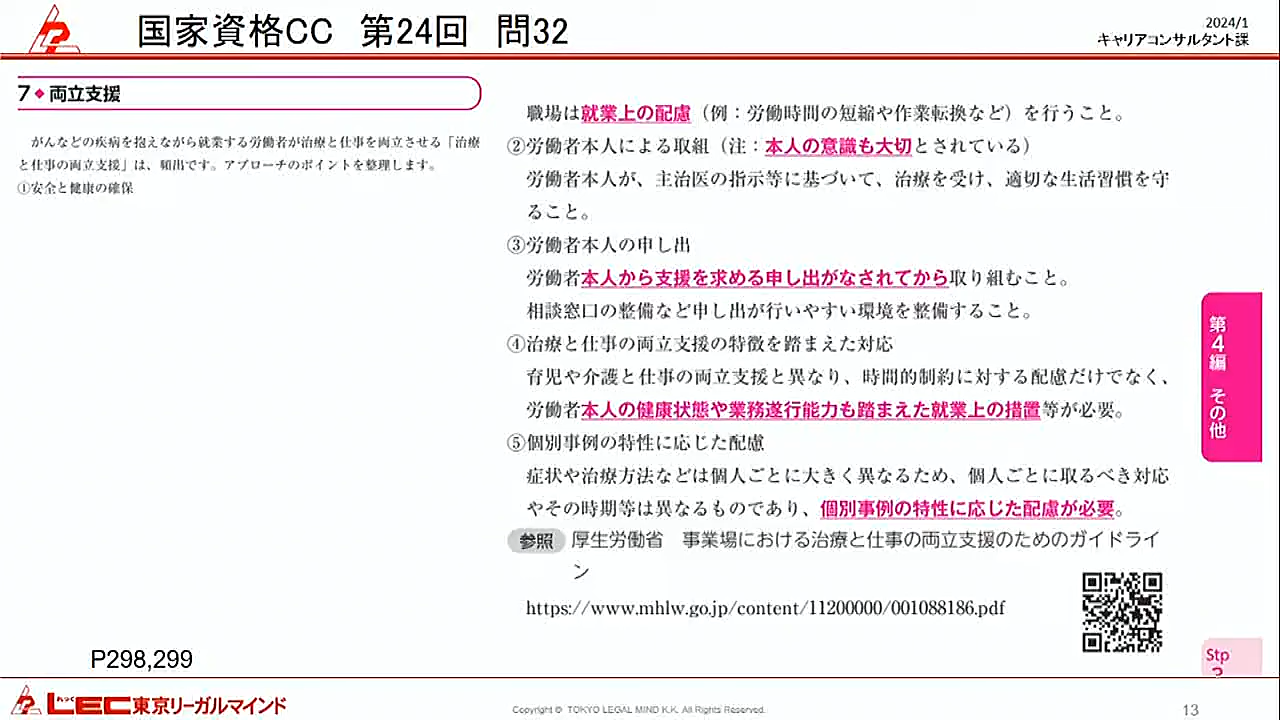 国家資格CC 第24回 問32
2024/1
キャリアコンサルタント課
7◆両立支援
がんなどの疾病を抱えながら就業する労働者が治療と仕事を両立させる「治療
と仕事の両立支援」は、頻出です。アプローチのポイントを整理します。
①安全と健康の確保
職場は就業上の配慮（例：労働時間の短縮や作業転換など）を行うこと。
②労働者本人による取組（注：本人の意識も大切とされている）
労働者本人が、主治医の指示等に基づいて、治療を受け、適切な生活習慣を守
ること。
③労働者本人の申し出
労働者本人から支援を求める申し出がなされてから取り組むこと。
相談窓口の整備など申し出が行いやすい環境を整備すること。
④治療と仕事の両立支援の特徴を踏まえた対応
育児や介護と仕事の両立支援と異なり、時間的制約に対する配慮だけでなく、
労働者本人の健康状態や業務遂行能力も踏まえた就業上の措置等が必要。
⑤個別事例の特性に応じた配慮
症状や治療方法などは個人ごとに大きく異なるため、個人ごとに取るべき対応
やその時期等は異なるものであり、個別事例の特性に応じた配慮が必要。
参照 厚生労働省 事業場における治療と仕事の両立支援のためのガイドライ
ン
https://www.mhlw.go.jp/content/11200000/001088186.pdf
第4編 その他
Stp
P298,299
れっく
LEC東京リーガルマインド
Copyright © TOKYO LEGAL MIND K.K. All Rights Reserved.
13